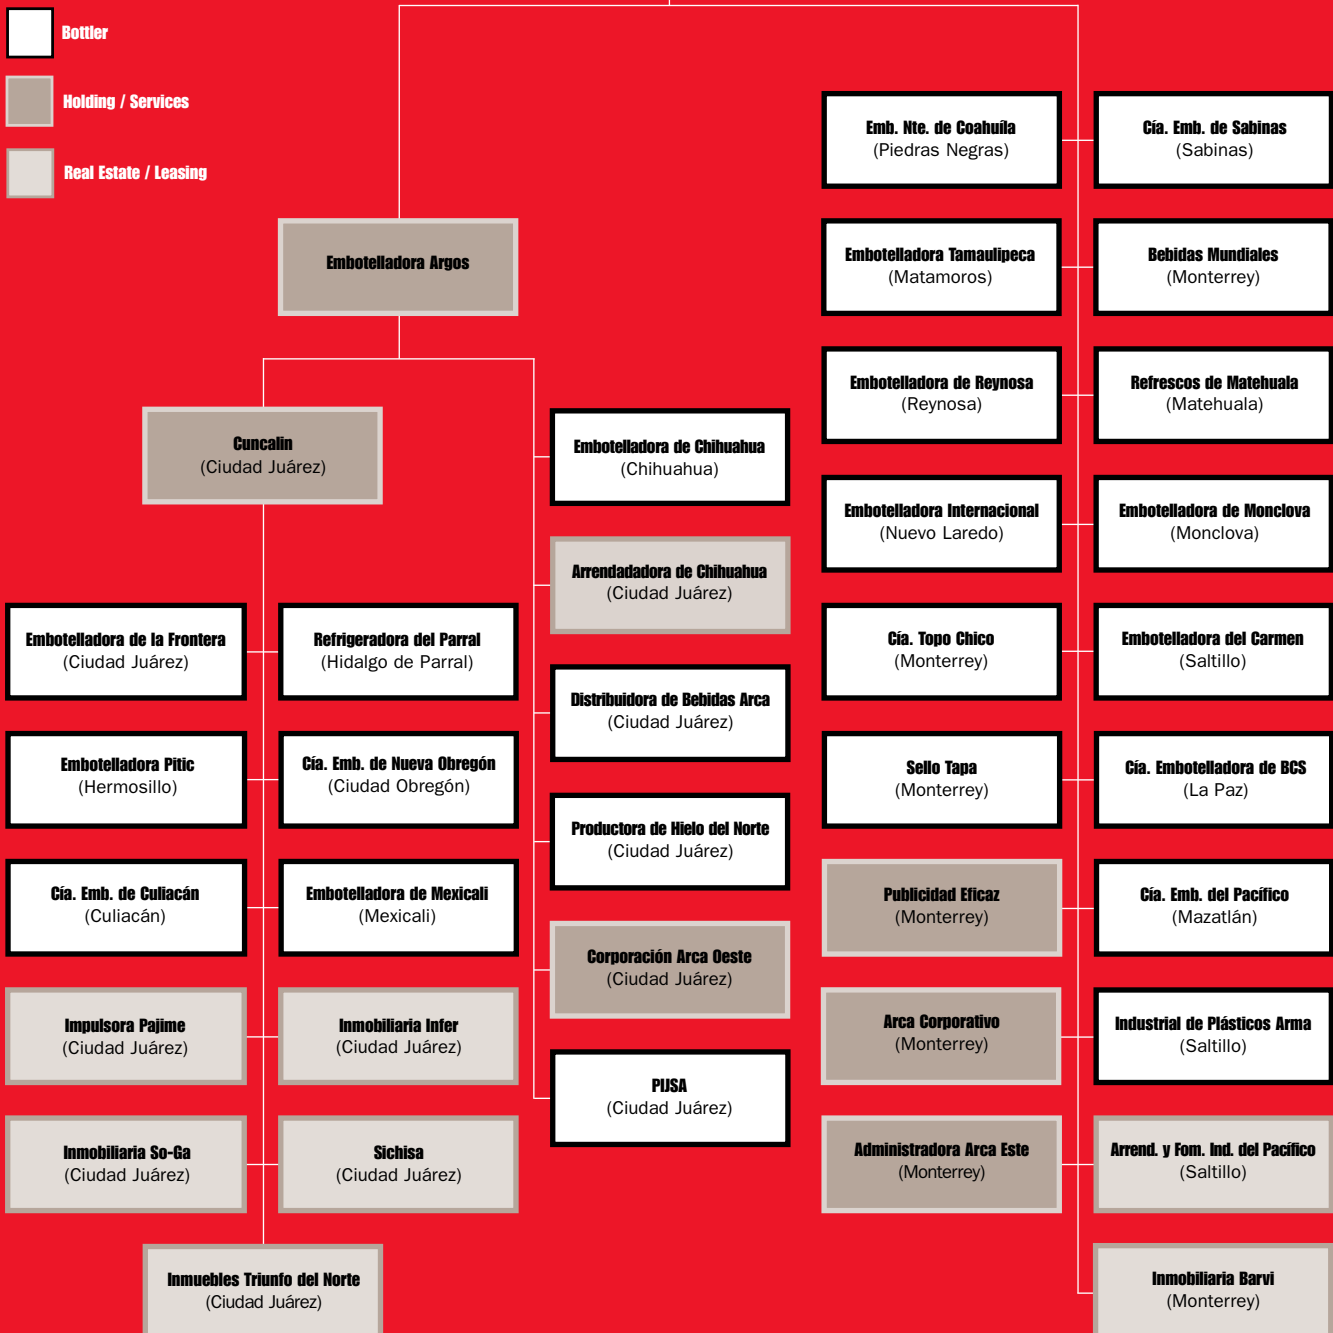 Bottler
Holding / Services
Real Estate / Leasing
Embotelladora Argos
Cuncalin
(Ciudad Juárez)
Embotelladora de la Frontera
(Ciudad Juárez)
Refrigeradora del Parral
(Hidalgo de Parral)
Embotelladora Pitic
(Hermosillo)
Cía. Emb. de Nueva Obregón
(Ciudad Obregón)
Cía. Emb. de Culiacán
(Culiacán)
Embotelladora de Mexicali
(Mexicali)
Impulsora Pajime
(Ciudad Juárez)
Inmobiliaria Infer
(Ciudad Juárez)
Inmobiliaria So-Ga
(Ciudad Juárez)
Sichisa
(Ciudad Juárez)
Inmuebles Triunfo del Norte
(Ciudad Juárez)
Embotelladora de Chihuahua
(Chihuahua)
Arrendadadora de Chihuahua
(Ciudad Juárez)
Distribuidora de Bebidas Arca
(Ciudad Juárez)
Productora de Hielo del Norte
(Ciudad Juárez)
Corporación Arca Oeste
(Ciudad Juárez)
PIJSA
(Ciudad Juárez)
Emb. Nte. de Coahuíla
(Piedras Negras)
Cía. Emb. de Sabinas
(Sabinas)
Embotelladora Tamaulipeca
(Matamoros)
Bebidas Mundiales
(Monterrey)
Embotelladora de Reynosa
(Reynosa)
Refrescos de Matehuala
(Matehuala)
Embotelladora Internacional
(Nuevo Laredo)
Embotelladora de Monclova
(Monclova)
Cía. Topo Chico
(Monterrey)
Embotelladora del Carmen
(Saltillo)
Sello Tapa
(Monterrey)
Cía. Embotelladora de BCS
(La Paz)
Publicidad Eficaz
(Monterrey)
Cía. Emb. del Pacífico
(Mazatlán)
Arca Corporativo
(Monterrey)
Industrial de Plásticos Arma
(Saltillo)
Administradora Arca Este
(Monterrey)
Arrend. y Fom. Ind. del Pacífico
(Saltillo)
Inmobiliaria Barvi
(Monterrey)